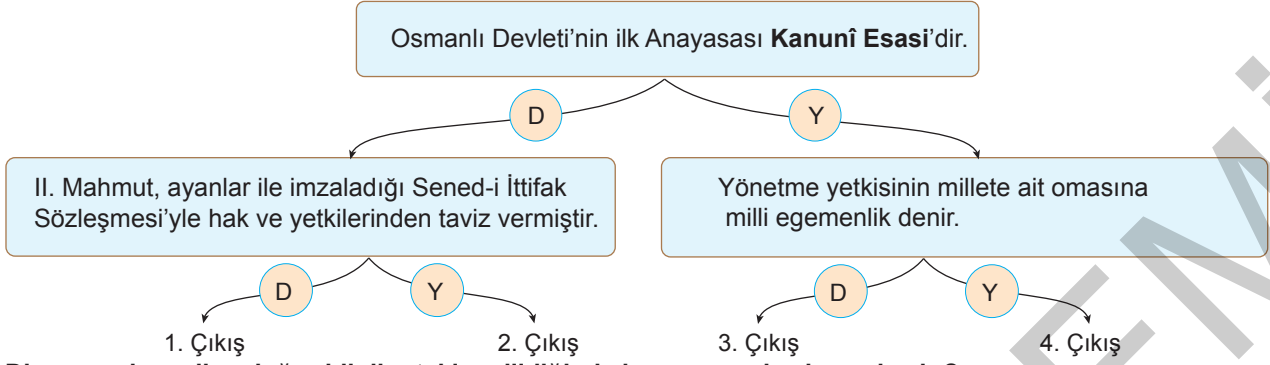 Osmanlı Devleti’nin ilk Anayasası Kanunî Esasi’dir.
D
Y
II. Mahmut, ayanlar ile imzaladığı Sened-i İttifak
Sözleşmesi’yle hak ve yetkilerinden taviz vermiştir.
Yönetme yetkisinin millete ait omasına
milli egemenlik denir.
D
Y
D
Y
1. Çıkış
2. Çıkış
3. Çıkış
4. Çıkış